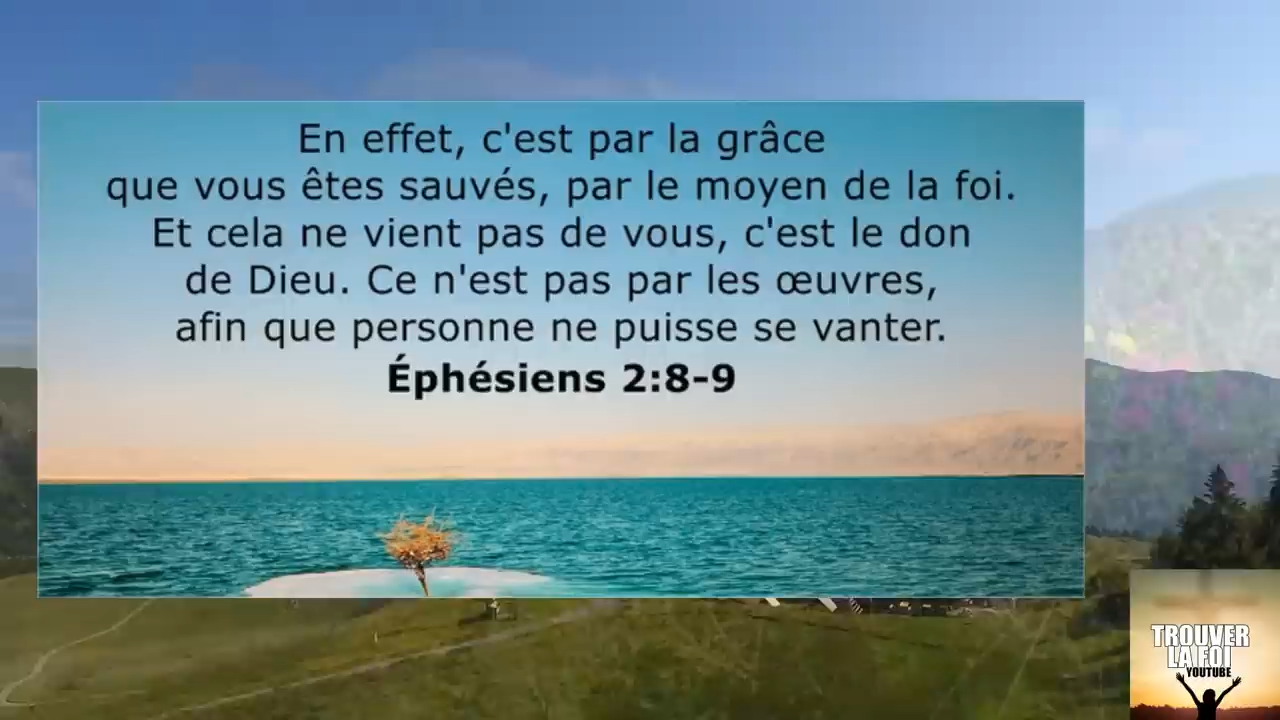 En effet, c'est par la grâce
que vous êtes sauvés, par le moyen de la foi.
Et cela ne vient pas de vous, c'est le don
de Dieu. Ce n'est pas par les œuvres,
afin que personne ne puisse se vanter.
Éphésiens 2:8-9
TROUVER
LA FOI
YOUTUBE